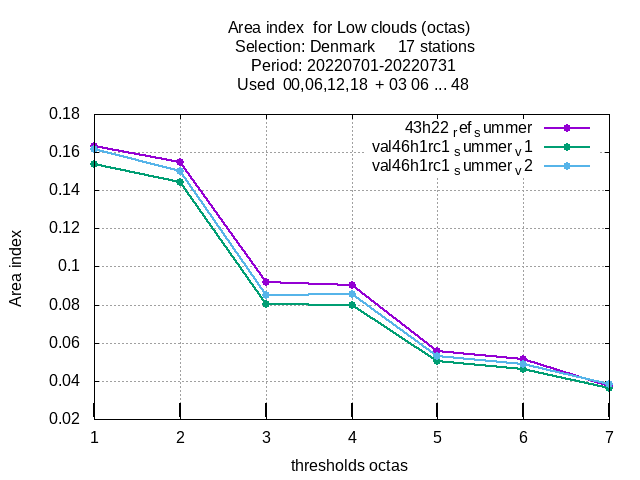 Area index for Low clouds (octas)
Selection: Denmark 17 stations
Period: 20220701-20220731
Used 00,06,12,18 + 03 06 ... 48
0.18
0.16
0.14
0.12
0.1
0.08
0.06
0.04
0.02
Area index
43h22 ref summer
val46h1rc1 summer v1
val46h1rc1 summer v2
1 2 3 4 5 6 7
thresholds octas